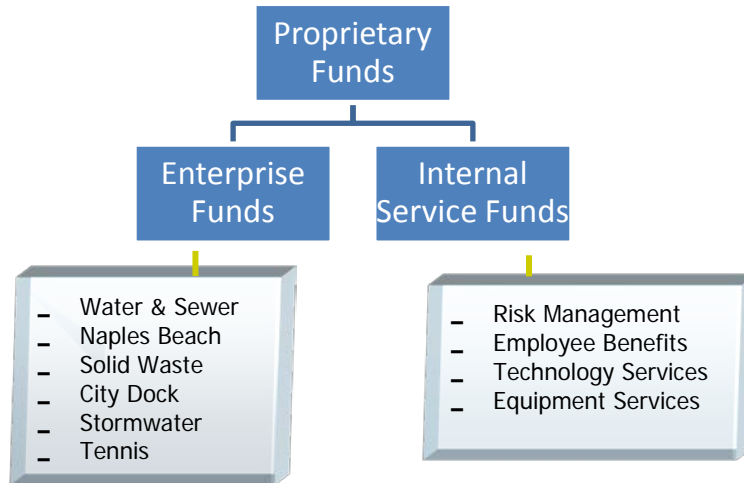 Proprietary
Funds
Enterprise
Funds
Internal
Service Funds
– Water & Sewer
– Naples Beach
– Solid Waste
– City Dock
– Stormwater
– Tennis
– Risk Management
– Employee Benefits
– Technology Services
– Equipment Services